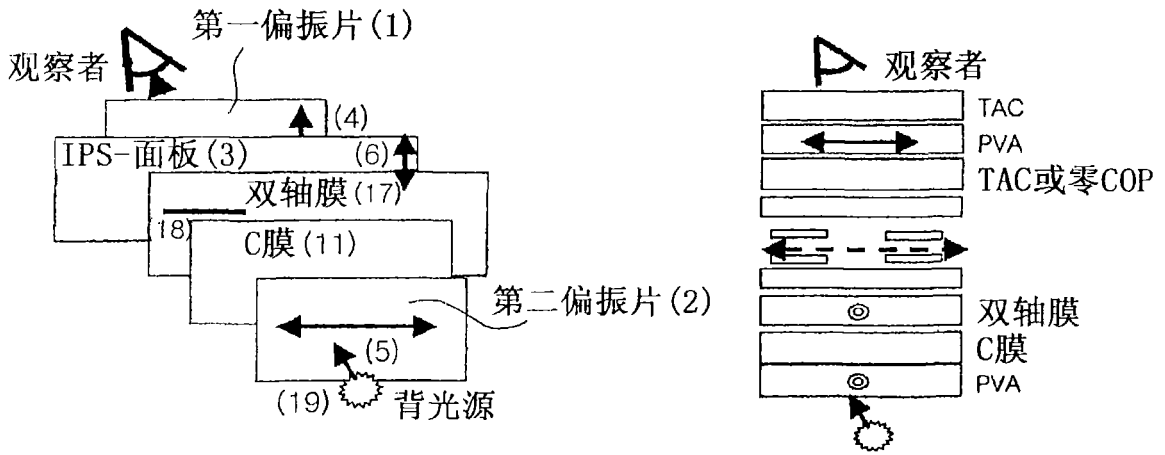 第一偏振片(1)
观察者
(4)
IPS-面板(3)
(6)
双轴膜(17)
18)
C膜(11)
第二偏振片(2)
(5)
(19)
背光源
观察者
TAC
PVA
TAC或零COP
双轴膜
C膜
PVA